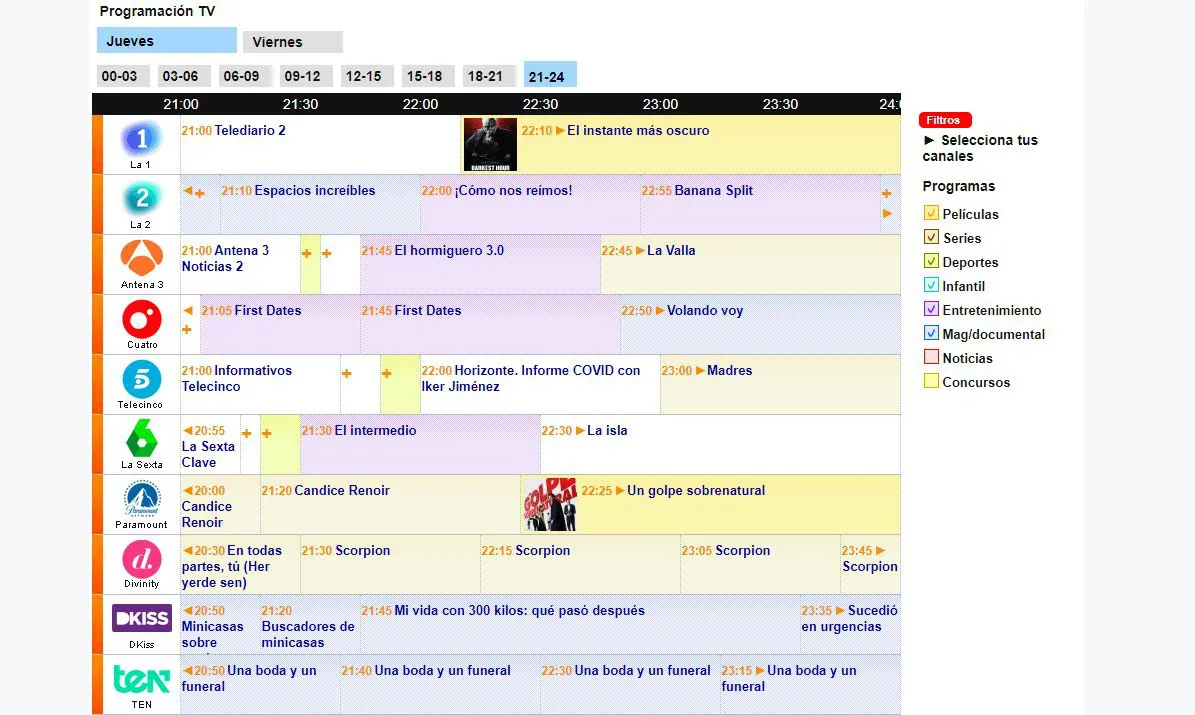 Programación TV
Jueves
Viernes
00-03 03-06 06-09 09-12 12-15 15-18 18-21 21-24
21:00 21:30 22:00 22:30 23:00 23:30 24:
1
La 1
21:00 Telediario 2
DARKEST HOUR
22:10 ►El instante más oscuro
2
La 2
◄+
21:10 Espacios increíbles
22:00 ¡Cómo nos reímos!
22:55 Banana Split
+
►
Antena 3
21:00 Antena 3
Noticias 2
+
+
21:45 El hormiguero 3.0
22:45 ►La Valla
Cuatro
◄
+
21:05 First Dates
21:45 First Dates
22:50 ►Volando voy
5
Telecinco
21:00 Informativos
Telecinco
+
+
22:00 Horizonte. Informe COVID con
Iker Jiménez
23:00 ►Madres
6
La Sexta
◄20:55
La Sexta
Clave
+
+
21:30 El intermedio
22:30 ►La isla
Paramount
Paramount
◄20:00
Candice
Renoir
21:20 Candice Renoir
GOLPE
22:25 ►Un golpe sobrenatural
d.
Divinity
◄20:30 En todas
partes, tú (Her
yerde sen)
21:30 Scorpion
22:15 Scorpion
23:05 Scorpion
23:45 ►
Scorpion
DKISS
DKiss
◄20:50
Minicasas
sobre
21:20
Buscadores de
minicasas
21:45 Mi vida con 300 kilos: qué pasó después
23:35 ►Sucedió
en urgencias
ten
TEN
◄20:50 Una boda y un
funeral
21:40 Una boda y un funeral
22:30 Una boda y un funeral
23:15 ►Una boda y un
funeral
Filtros
► Selecciona tus
canales
Programas
Películas
Series
Deportes
Infantil
Entretenimiento
Mag/documental
Noticias
Concursos